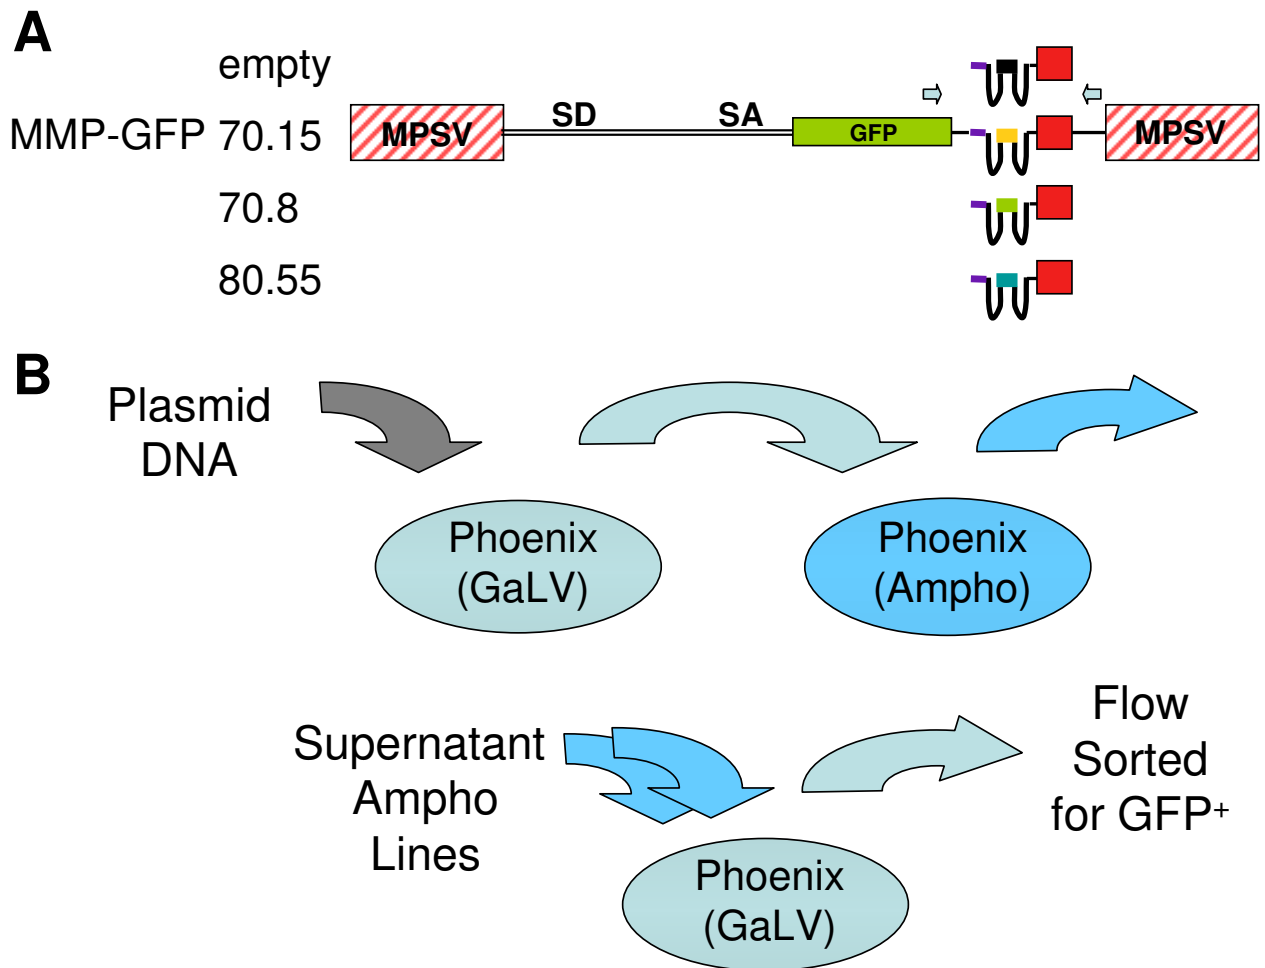 A
empty
MMP-GFP 70.15 MPSV SD SA GFP MPSV
70.8
80.55
B
Plasmid
DNA
Phoenix
(GaLV)
Phoenix
(Ampho)
Supernatant
Ampho
Lines
Phoenix
(GaLV)
Flow
Sorted
for GFP⁺